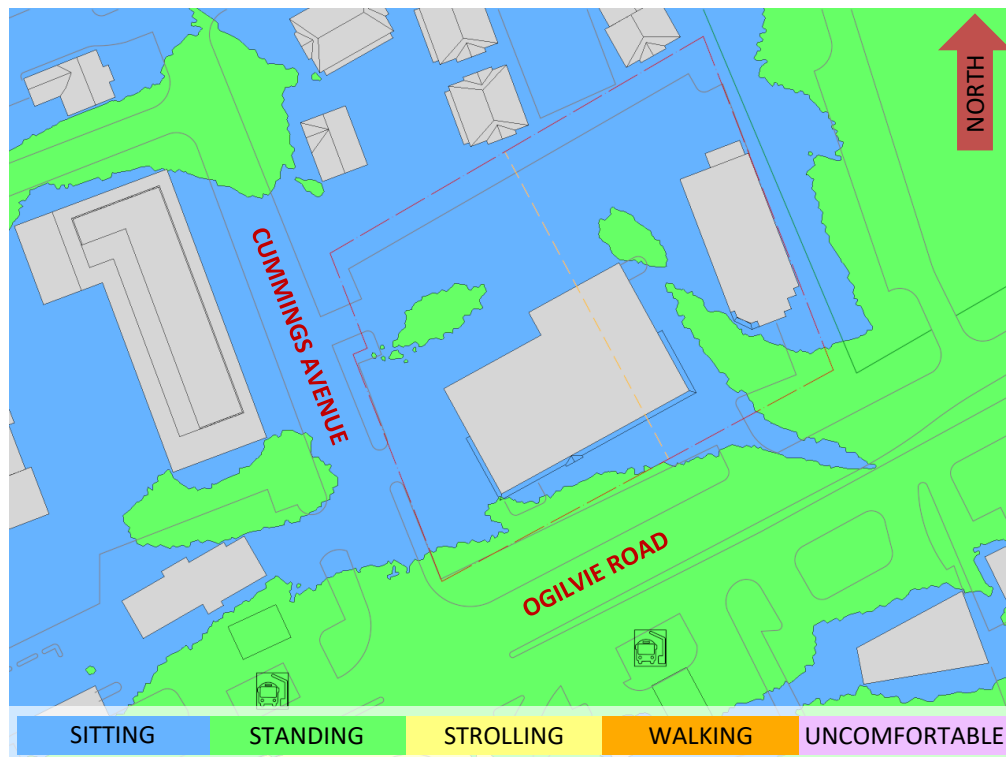 NORTH
CUMMINGS AVENUE
OGILVIE ROAD
SITTING
STANDING
STROLLING
WALKING
UNCOMFORTABLE